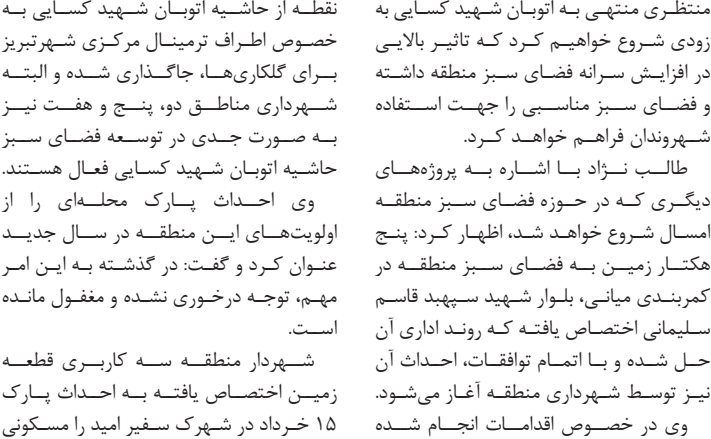 منتظری منتهی به اتوبان شهید کسایی به
زودی شروع خواهیم کرد که تاثیر بالایی
در افزایش سرانه فضای سبز منطقه داشته
و فضای سبز مناسبی را جهت استفاده
شهروندان فراهم خواهد کرد.
طالب نژاد با اشاره به پروژه‌های
دیگری که در حوزه فضای سبز منطقه
امسال شروع خواهد شد، اظهار کرد: پنج
هکتار زمین به فضای سبز منطقه در
کمربندی میانی، بلوار شهید سپهبد قاسم
سلیمانی اختصاص یافته که روند اداری آن
حل شده و با اتمام توافقات، احداث آن
نیز توسط شهرداری منطقه آغاز می‌شود.
وی در خصوص اقدامات انجام شده
نقطه از حاشیه اتوبان شهید کسایی به
خصوص اطراف ترمینال مرکزی شهرتبریز
برای گلکاری‌ها، جاگذاری شده و البته
شهرداری مناطق دو، پنج و هفت نیز
به صورت جدی در توسعه فضای سبز
حاشیه اتوبان شهید کسایی فعال هستند.
وی احداث پارک محله‌ای را از
اولویت‌های این منطقه در سال جدید
عنوان کرد و گفت: در گذشته به این امر
مهم، توجه درخوری نشده و مغفول مانده
است.
شهردار منطقه سه کاربری قطعه
زمین اختصاص یافته به احداث پارک
۱۵ خرداد در شهرک سفیر امید را مسکونی